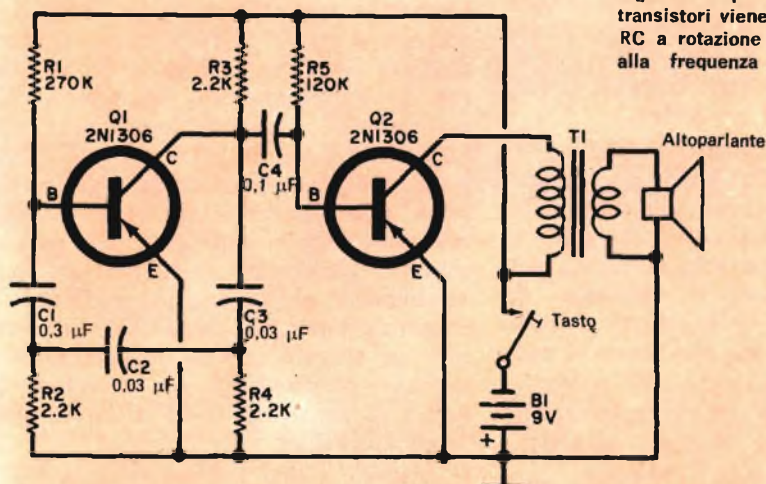 transistori viene
RC a rotazione
alla frequenza
R1
270K
R3
2.2K
R5
120K
Q1
2N1306
Q2
2N1306
T1
Altoparlante
C
C
C4
0,1 µF
B
B
E
E
C1
0,3 µF
C3
0,03 µF
Tasto
C2
0,03 µF
R2
2.2K
R4
2.2K
B1
9V
+